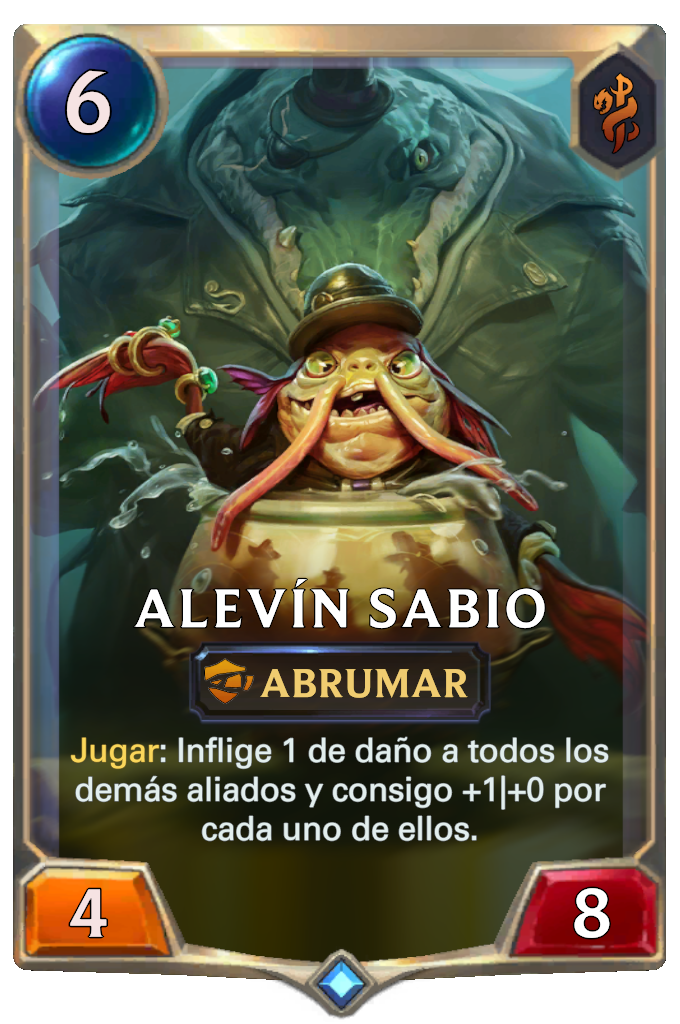 6
ALEVÍN SABIO
ABRUMAR
Jugar: Inflige 1 de daño a todos los
demás aliados y consigo +1|+0 por
cada uno de ellos.
4
8